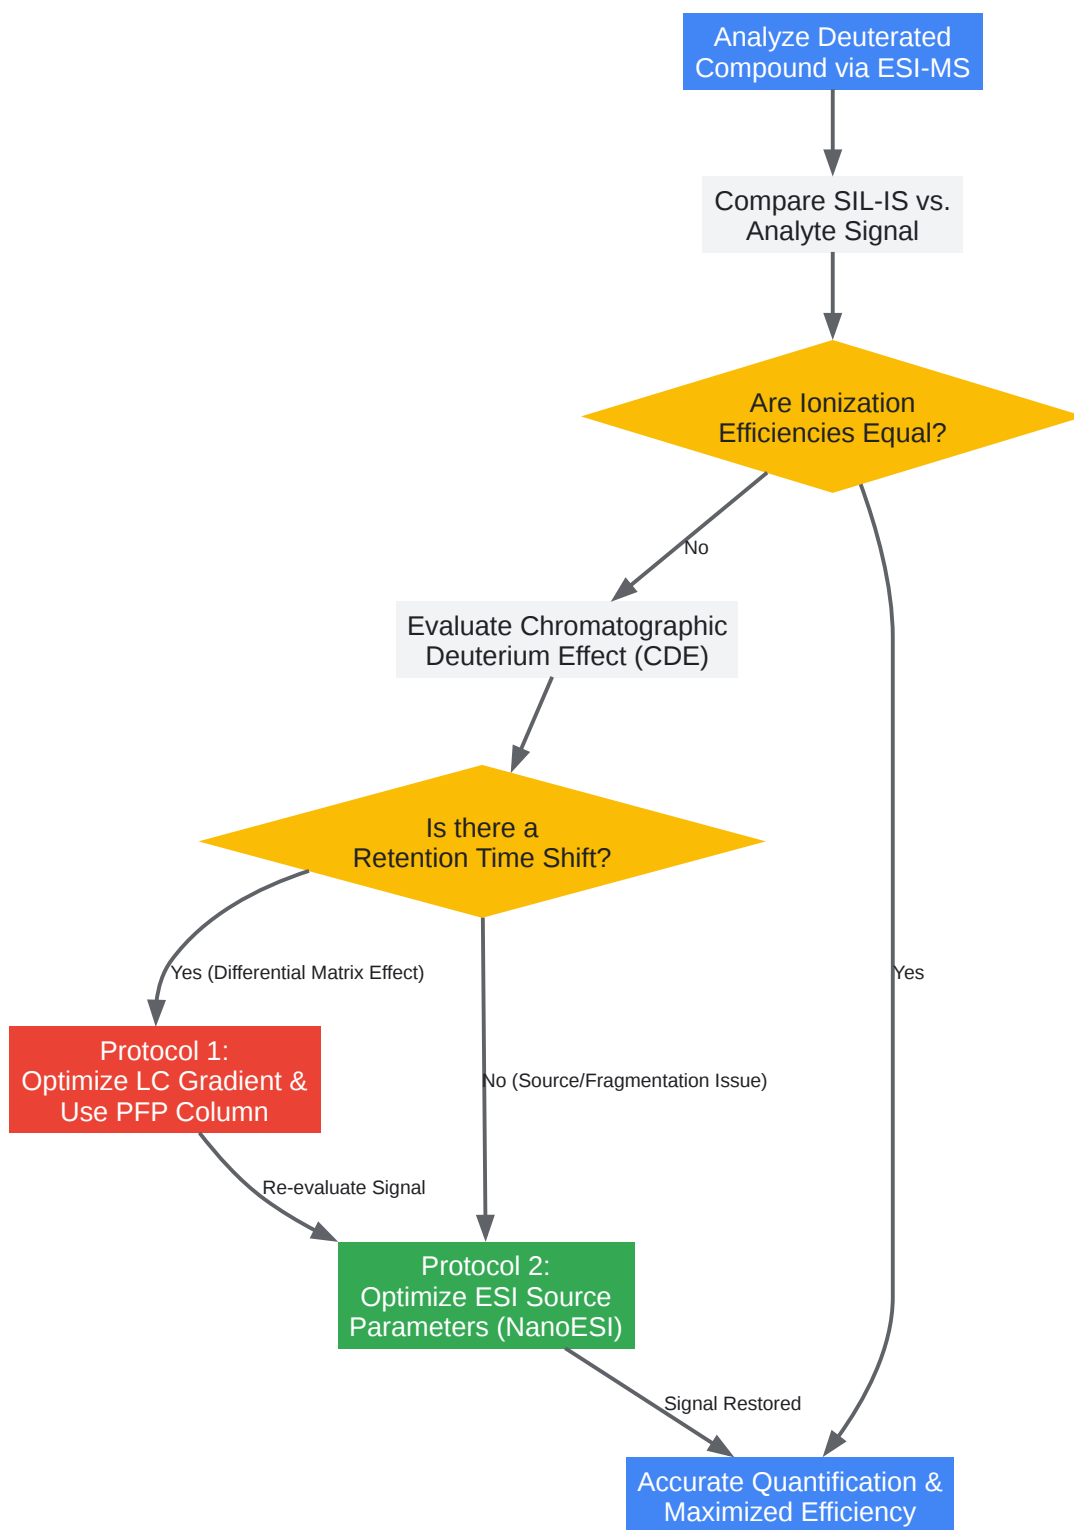 Analyze Deuterated
Compound via ESI-MS
Compare SIL-IS vs.
Analyte Signal
Are Ionization
Efficiencies Equal?
No
Evaluate Chromatographic
Deuterium Effect (CDE)
Is there a
Retention Time Shift?
Yes (Differential Matrix Effect)
Yes
Protocol 1:
Optimize LC Gradient &
Use PFP Column
No (Source/Fragmentation Issue)
Re-evaluate Signal
Protocol 2:
Optimize ESI Source
Parameters (NanoESI)
Signal Restored
Accurate Quantification &
Maximized Efficiency